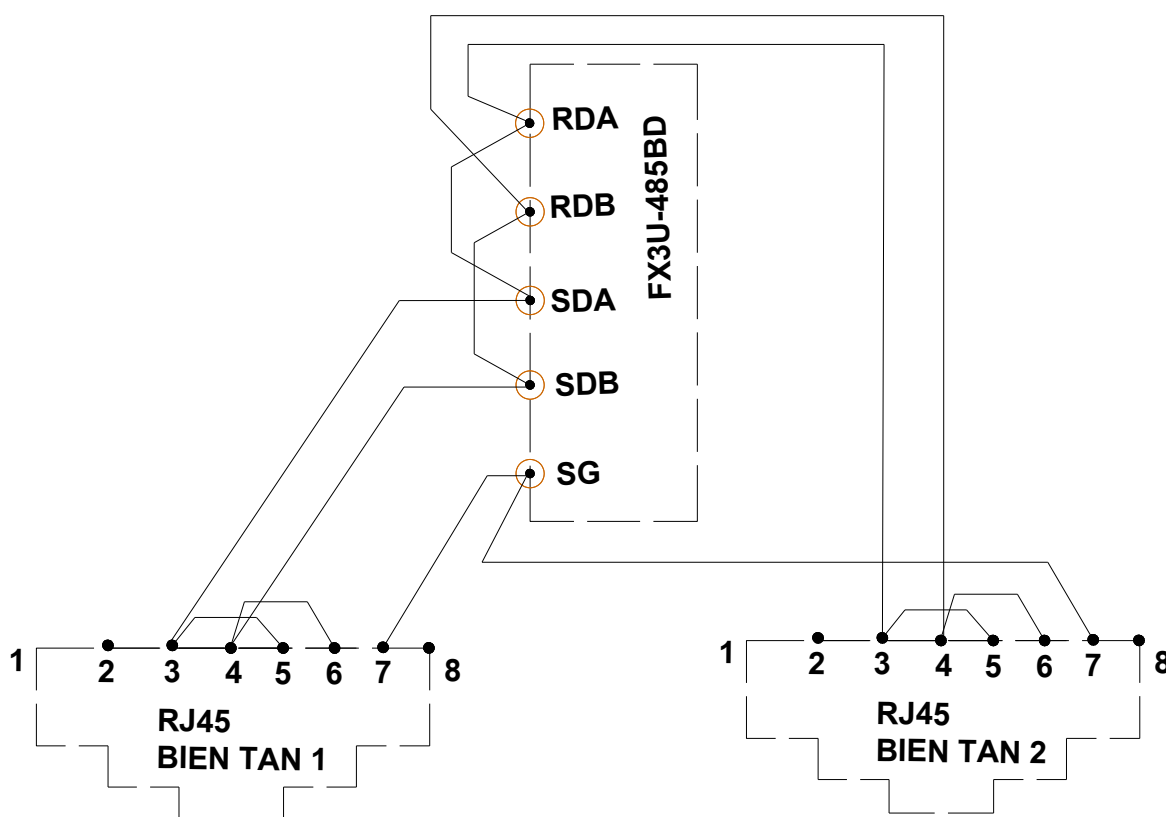 RDA
RDB
SDA
SDB
SG
FX3U-485BD
1 2 3 4 5 6 7 8
RJ45
BIEN TAN 1
1 2 3 4 5 6 7 8
RJ45
BIEN TAN 2